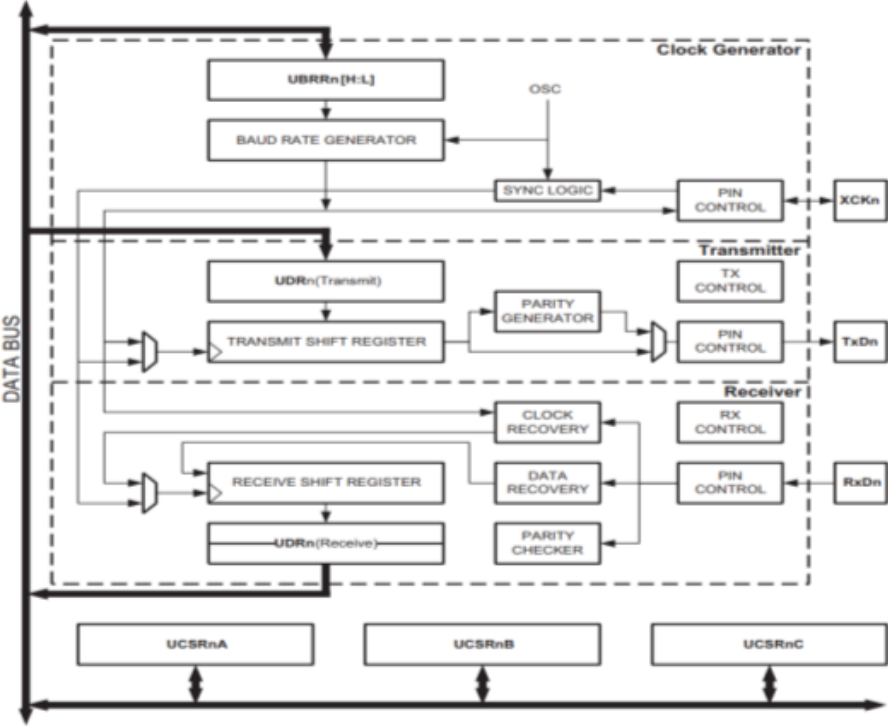 Clock Generator
UBRRn[H:L]
OSC
BAUD RATE GENERATOR
SYNC LOGIC
PIN
CONTROL
XCKn
Transmitter
UDRn(Transmit)
TX
CONTROL
PARITY
GENERATOR
TRANSMIT SHIFT REGISTER
PIN
CONTROL
TxDn
DATA BUS
Receiver
CLOCK
RECOVERY
RX
CONTROL
RECEIVE SHIFT REGISTER
DATA
RECOVERY
PIN
CONTROL
RxDn
UDRn(Receive)
PARITY
CHECKER
UCSRnA
UCSRnB
UCSRnC